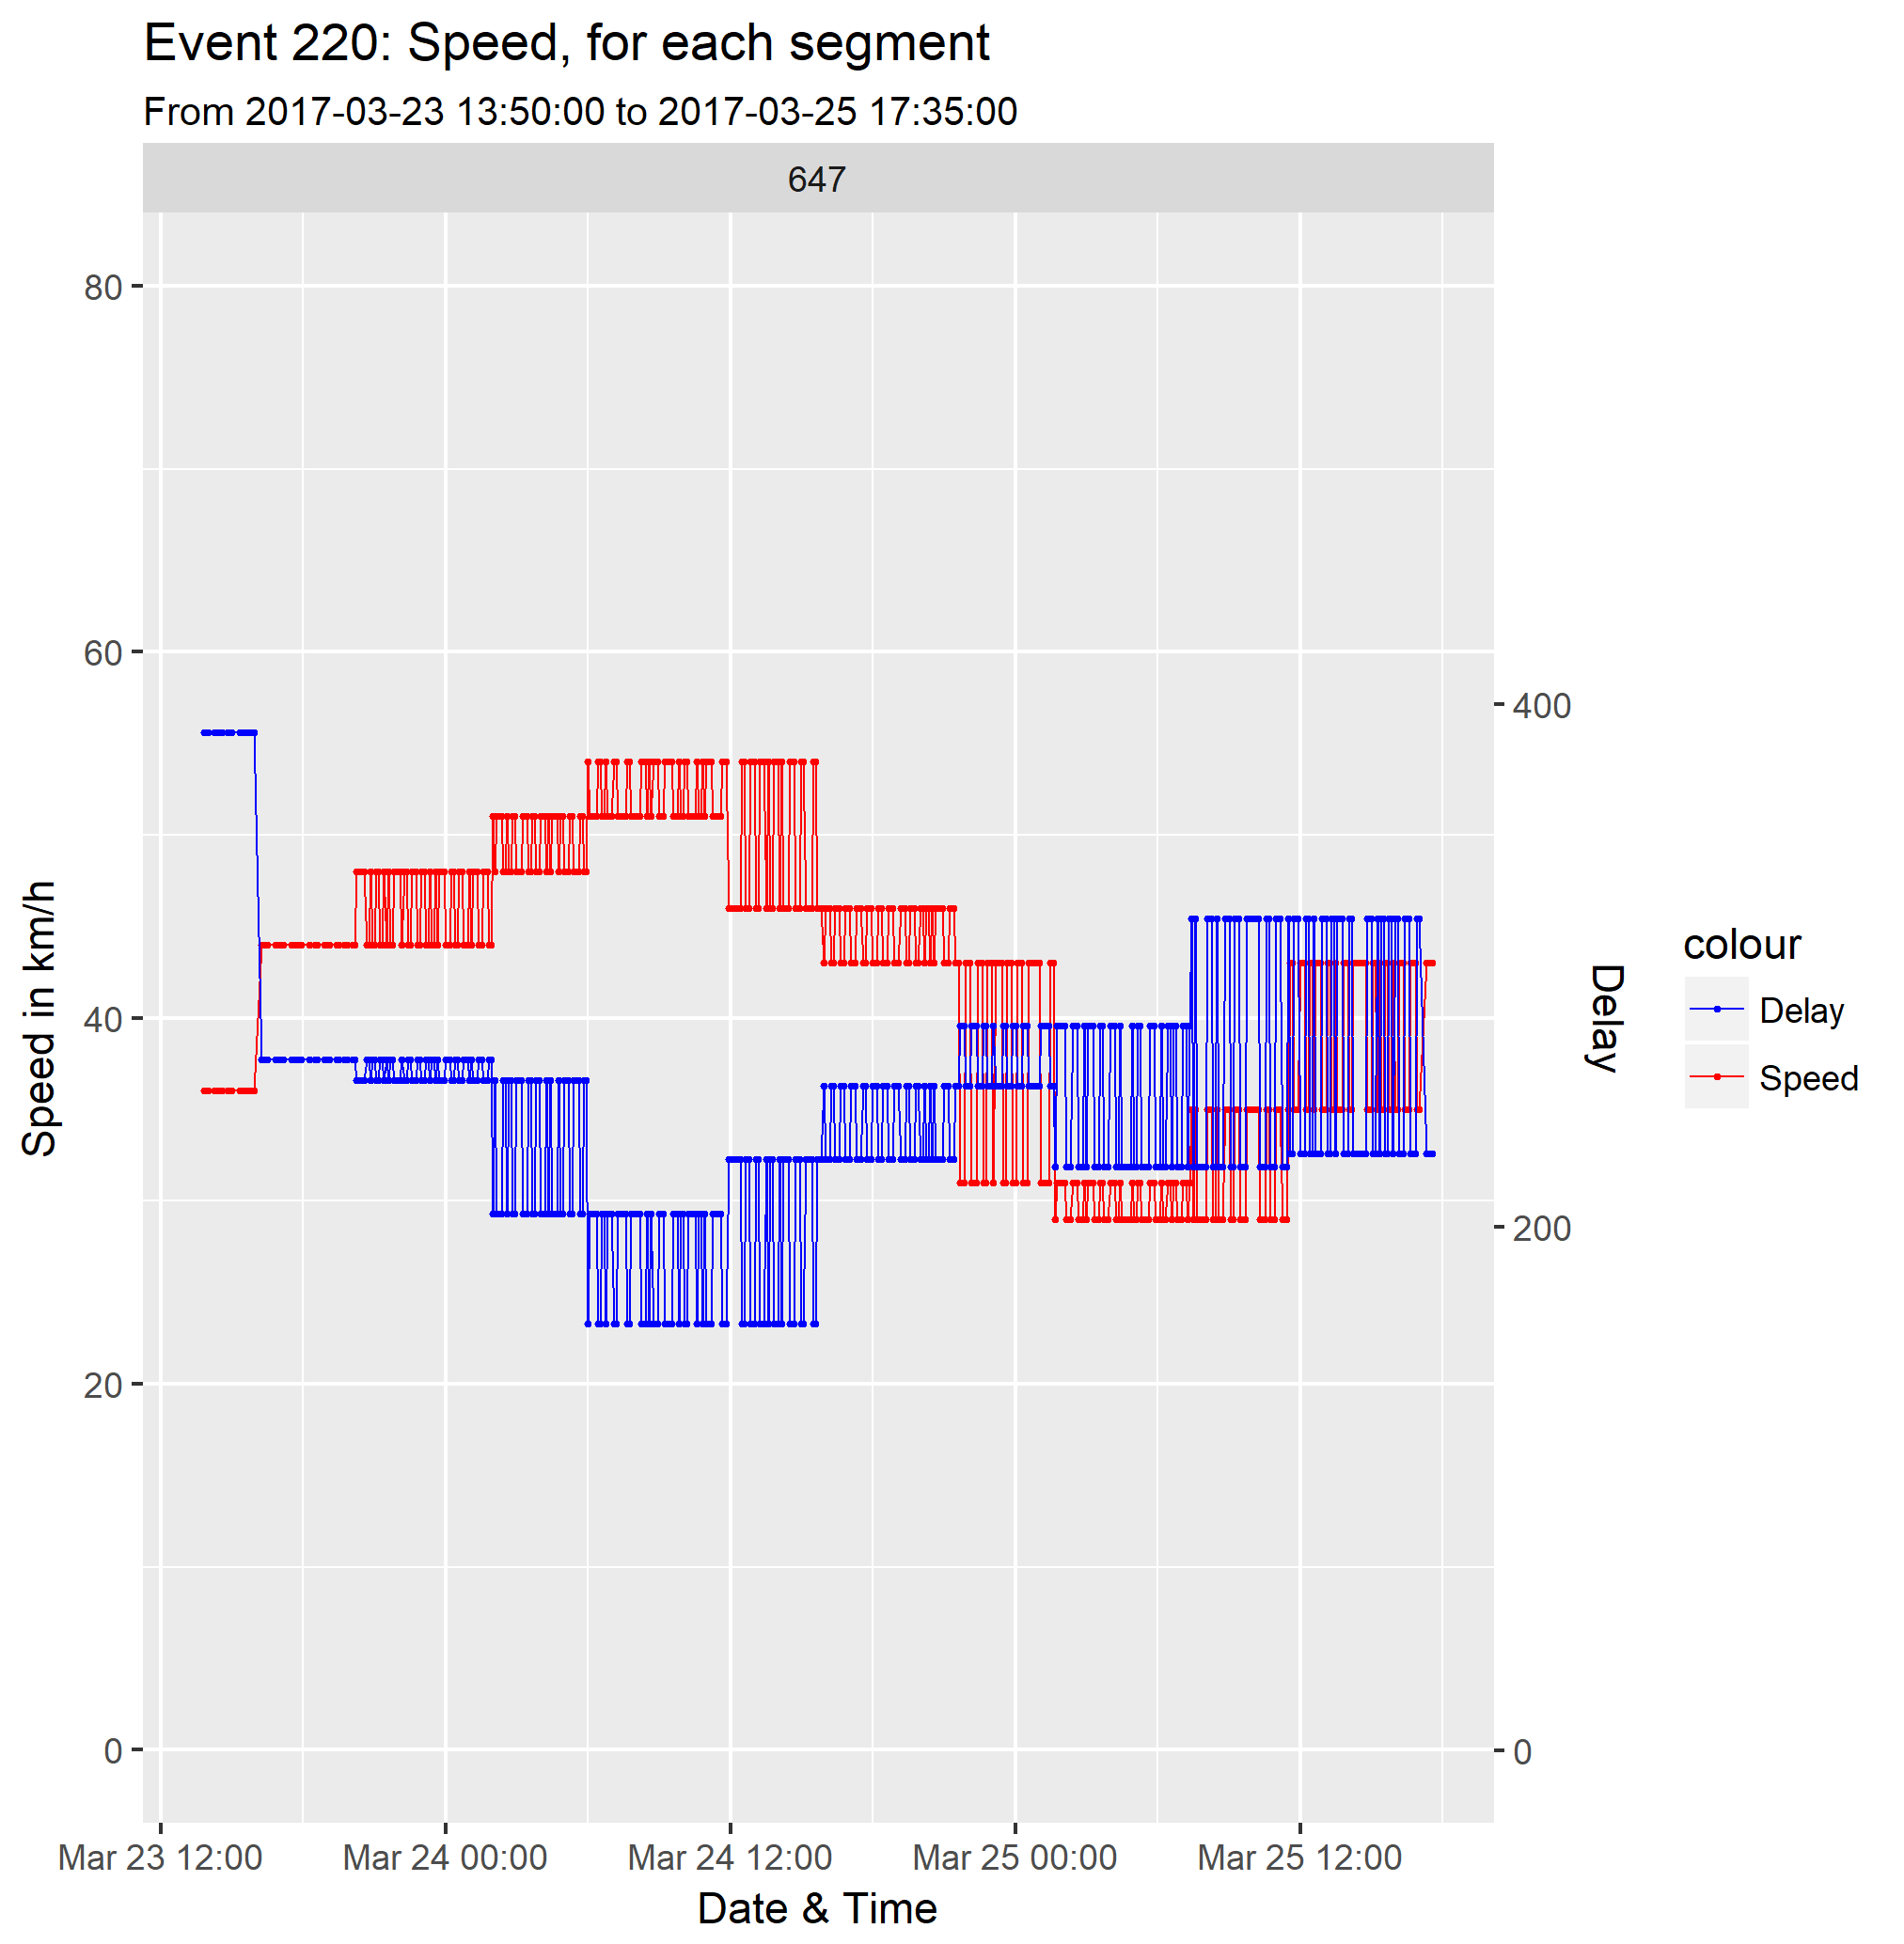 Event 220: Speed, for each segment
From 2017-03-23 13:50:00 to 2017-03-25 17:35:00
647
80
60
40
20
0
Speed in km/h
400
200
0
Delay
colour
Delay
Speed
Mar 23 12:00
Mar 24 00:00
Mar 24 12:00
Mar 25 00:00
Mar 25 12:00
Date & Time